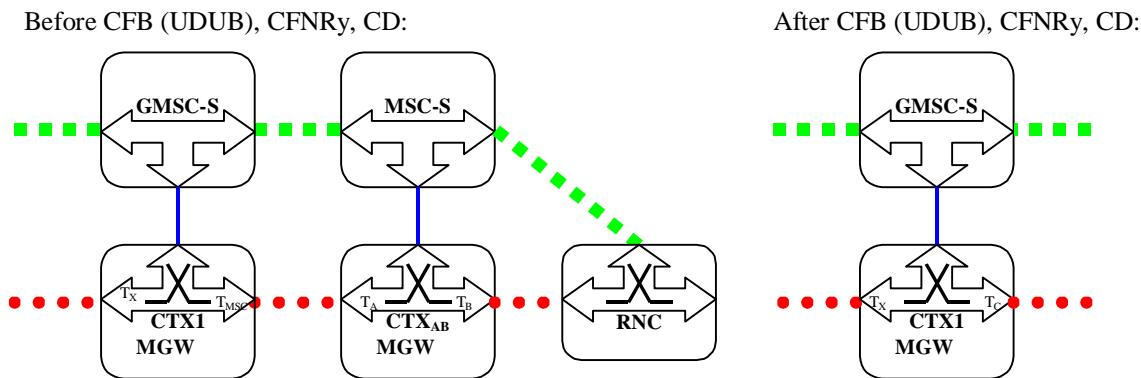 Before CFB (UDUB), CFNRy, CD:
After CFB (UDUB), CFNRy, CD:
GMSC-S
MSC-S
GMSC-S
TX
TMSC
TA
TB
TX
TC
CTX1
CTXAB
RNC
CTX1
MGW
MGW
MGW